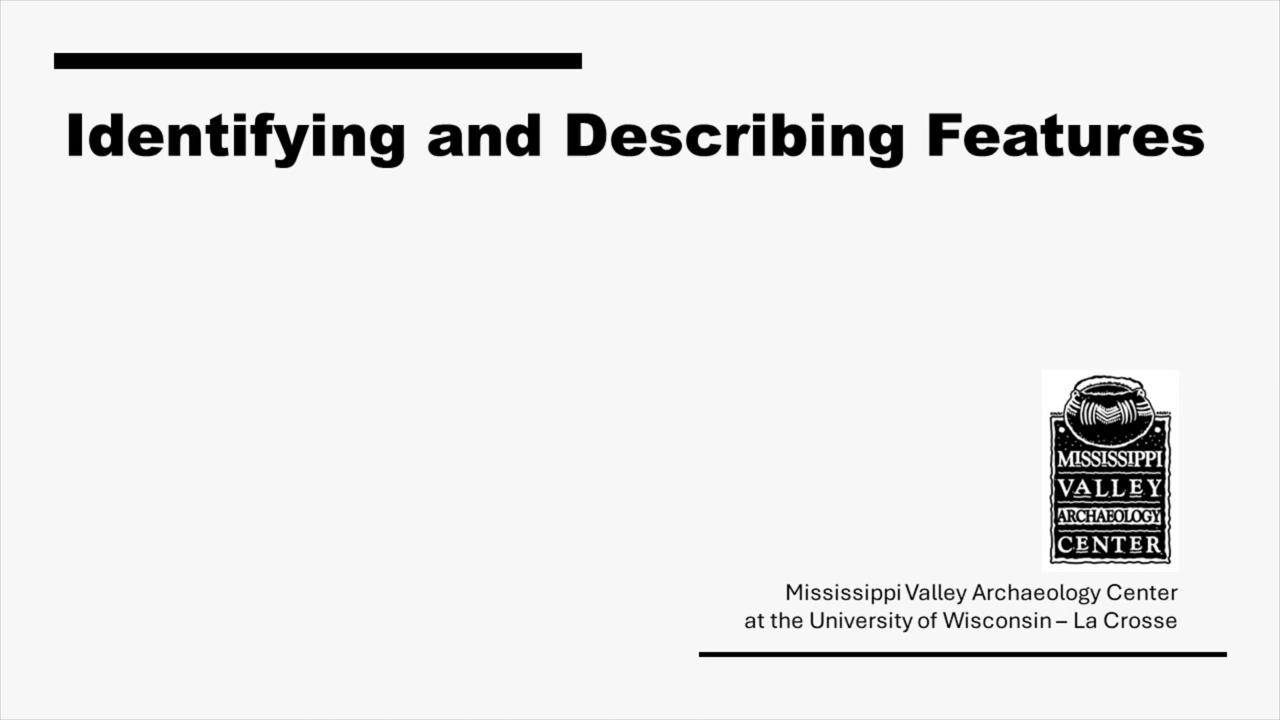 Identifying and Describing Features
MISSISSIPPI
VALLEY
ARCHAEOLOGY
CENTER
Mississippi Valley Archaeology Center
at the University of Wisconsin – La Crosse